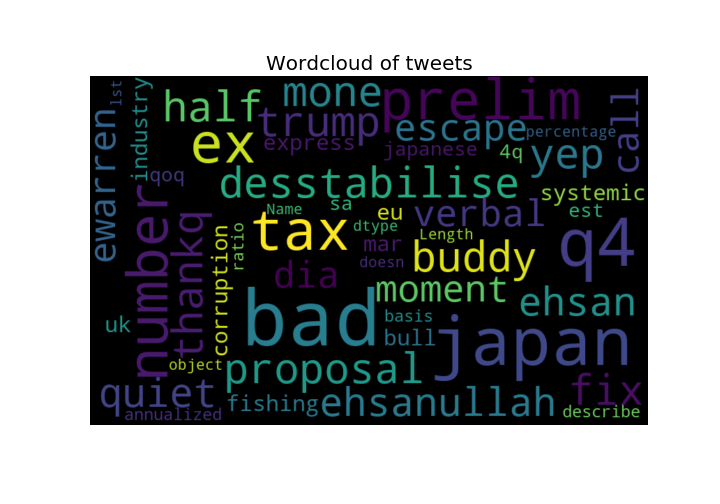 Wordcloud of tweets
ewarren
1st
industry
half
mone
prelim
ex
trump
escape
percentage
call
express
japanese
4q
yep
qoq
desstabilise
systemic
Name
sa
eu
verbal
est
number
thankq
tax
dtype
Length
q4
corruption
ratio
mar
doesn
buddy
dia
moment
bad
basis
ehsan
uk
bull
japan
object
proposal
fix
quiet
annualized
fishing
ehsanullah
describe